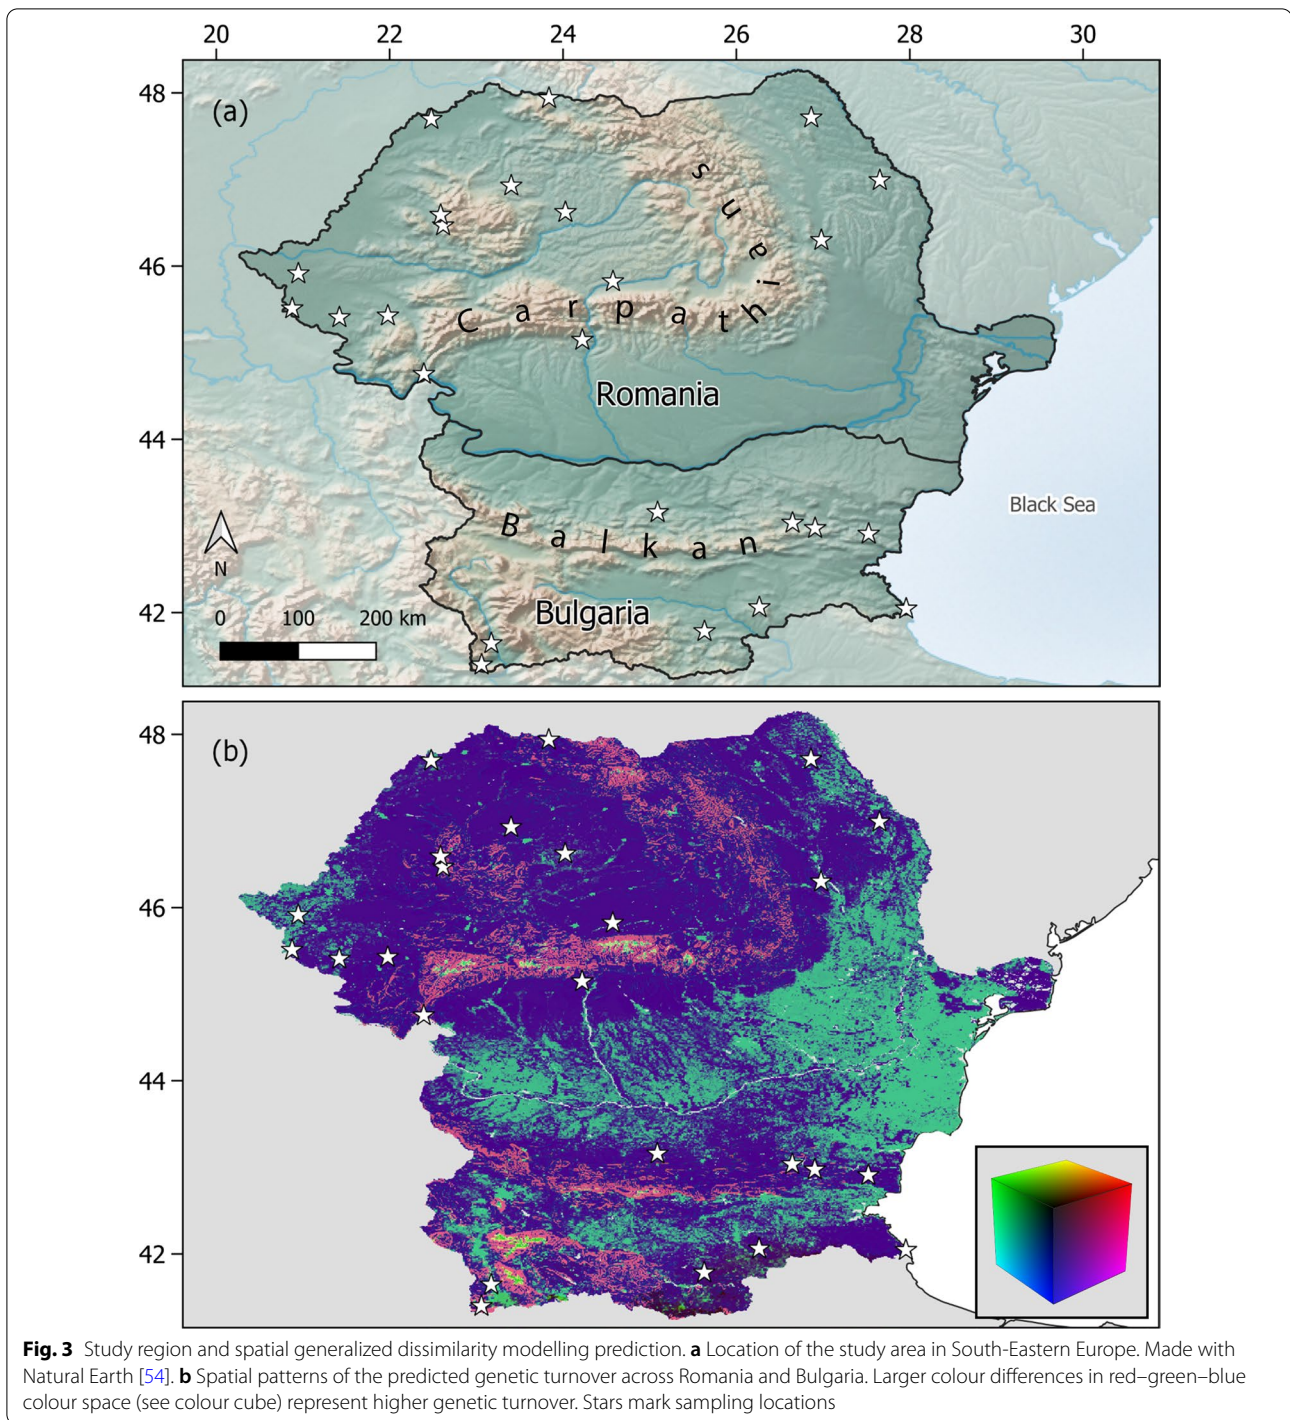 20 22 24 26 28 30
48
(a)
46
Carpathians
Romania
44
Black Sea
Balkan
N
42
Bulgaria
0 100 200 km
48
(b)
46
44
42
Fig. 3 Study region and spatial generalized dissimilarity modelling prediction. a Location of the study area in South-Eastern Europe. Made with
Natural Earth [54]. b Spatial patterns of the predicted genetic turnover across Romania and Bulgaria. Larger colour differences in red–green–blue
colour space (see colour cube) represent higher genetic turnover. Stars mark sampling locations